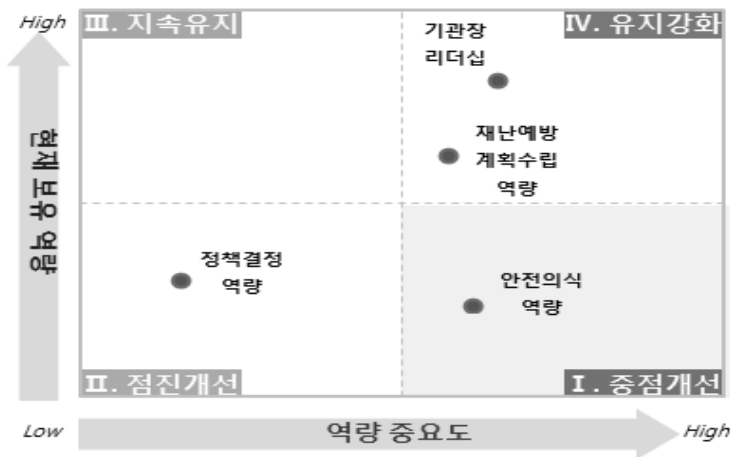 High
Ⅲ. 지속유지
기관장
리더십
Ⅳ. 유지강화
재난예방
계획수립
역량
현재 보유 역량
정책결정
역량
안전의식
역량
Ⅱ. 점진개선
Ⅰ. 중점개선
Low
역량 중요도
High